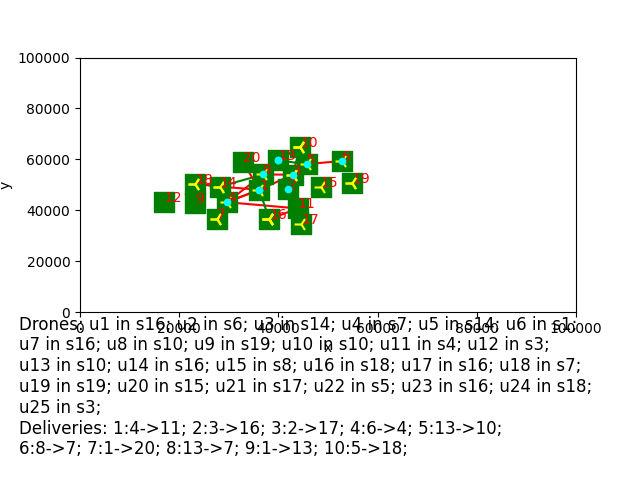 100000
80000
60000
40000
20000
0
y
0 20000 40000 60000 80000 100000
x
20
10
19
12
11
17
Drones: u1 in s16; u2 in s6; u3 in s14; u4 in s7; u5 in s14; u6 in s1;
u7 in s16; u8 in s10; u9 in s19; u10 in s10; u11 in s4; u12 in s3;
u13 in s10; u14 in s16; u15 in s8; u16 in s18; u17 in s16; u18 in s7;
u19 in s19; u20 in s15; u21 in s17; u22 in s5; u23 in s16; u24 in s18;
u25 in s3;
Deliveries: 1:4->11; 2:3->16; 3:2->17; 4:6->4; 5:13->10;
6:8->7; 7:1->20; 8:13->7; 9:1->13; 10:5->18;